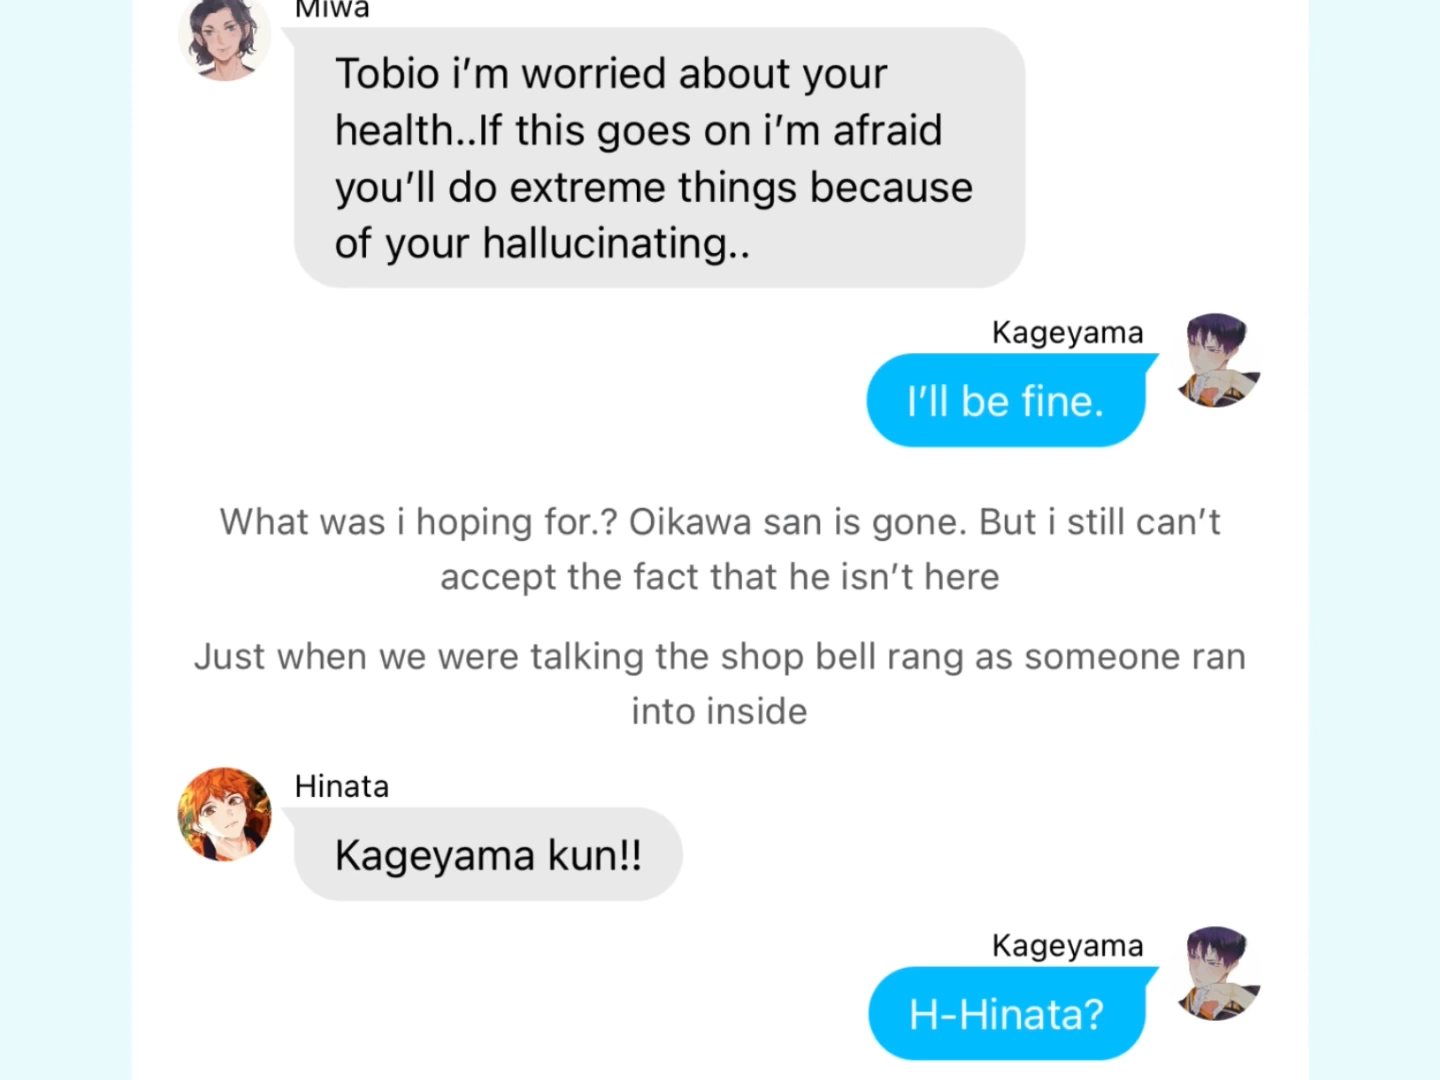 Miwa
Tobio i’m worried about your
health..If this goes on i’m afraid
you’ll do extreme things because
of your hallucinating..
Kageyama
I’ll be fine.
What was i hoping for.? Oikawa san is gone. But i still can’t
accept the fact that he isn’t here
Just when we were talking the shop bell rang as someone ran
into inside
Hinata
Kageyama kun!!
Kageyama
H-Hinata?